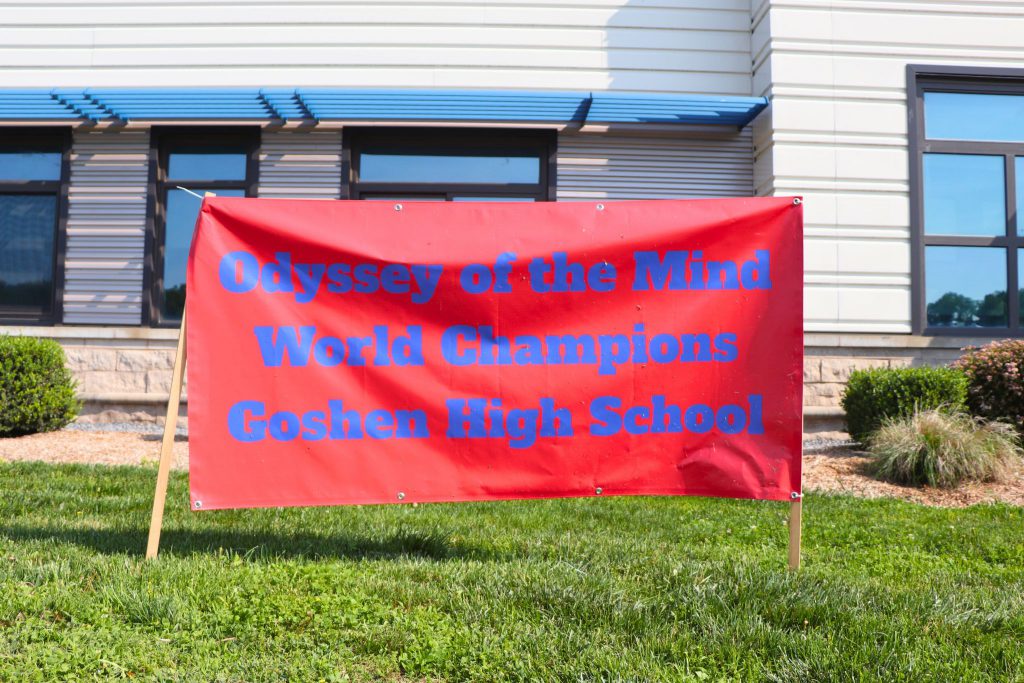 Odyssey of the Mind
World Champions
Goshen High School